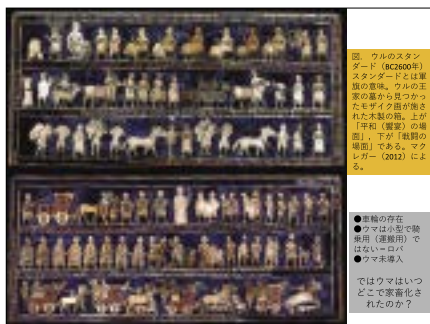 図. ウルのスタン
ダード（BC2600年）
スタンダードとは軍
旗の意味。ウルの王
家の墓から見つかっ
たモザイク画が施さ
れた木製の箱。上が
「平和（饗宴）の場
面」，下が「戦闘の
場面」である。マク
レガー（2012）によ
る。
●車輪の存在
●ウマは小型で騎
乗用（運搬用）で
はない＝ロバ
●ウマ未導入
ではウマはいつ
どこで家畜化さ
れたのか？